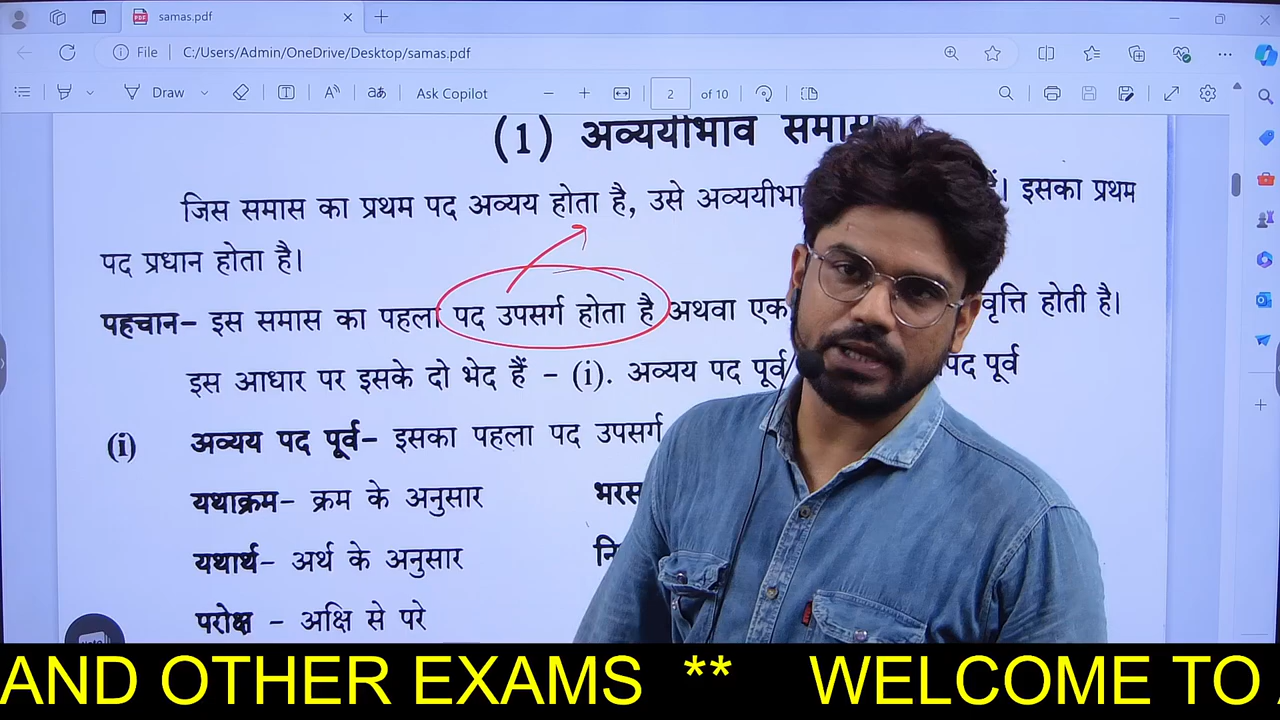 samas.pdf
File C:/Users/Admin/OneDrive/Desktop/samas.pdf
Draw Ask Copilot 2 of 10
(1) अव्ययीभाव समास
जिस समास का प्रथम पद अव्यय होता है, उसे अव्ययीभा । इसका प्रथम
पद प्रधान होता है।
पहचान– इस समास का पहला पद उपसर्ग होता है अथवा एक वृत्ति होती है।
इस आधार पर इसके दो भेद हैं – (i). अव्यय पद पूर्व पद पूर्व
(i) अव्यय पद पूर्व– इसका पहला पद उपसर्ग
यथाक्रम– क्रम के अनुसार भरस
यथार्थ– अर्थ के अनुसार नि
परोक्ष – अक्षि से परे
AND OTHER EXAMS ** WELCOME TO